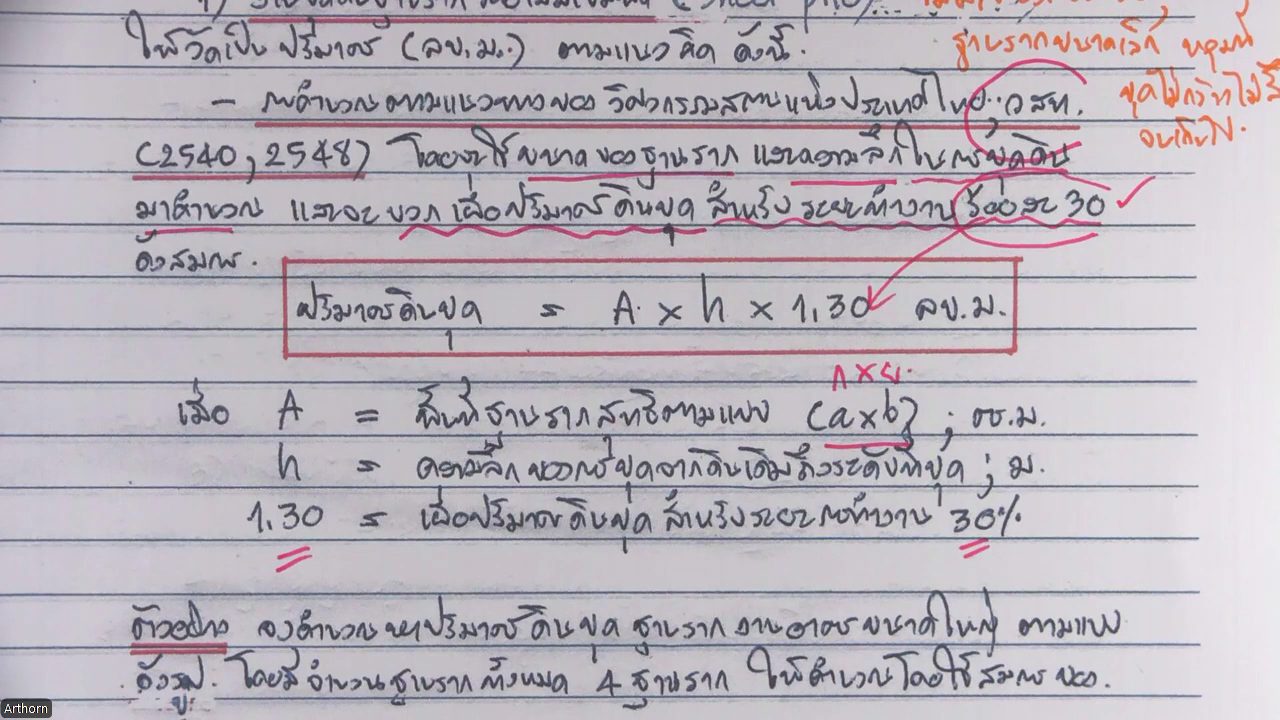 ให้วัดเป็น ปริมาตร (ลบ.ม.) ตามแนวคิด ดังนี้.
ฐานรากขนาดเล็ก หลุมที่
ขุดไม่กว้าง
จนเกินไป.
- การคำนวณตามแนวทางของ วิศวกรรมสถานแห่งประเทศไทย; วสท.
(2540, 2548) โดยจะใช้ขนาดของฐานราก และความลึกในการขุดดิน
มาคำนวณ และจะบวกเผื่อปริมาตรดินขุด สำหรับระยะทำงานร้อยละ 30
ดังสมการ.
ปริมาตรดินขุด = A x h x 1.30 ลบ.ม.
ก x ย.
เมื่อ A = พื้นที่ฐานรากสุทธิตามแบบ (axb) ; ตร.ม.
h = ความลึกของการขุดจากดินเดิมถึงระดับที่ขุด ; ม.
1.30 = เผื่อปริมาตรดินขุด สำหรับระยะการทำงาน 30%
ตัวอย่าง จงคำนวณหาปริมาตรดินขุด ฐานราก งานอาคารขนาดใหญ่ ตามแบบ
ดังรูป. โดยมีจำนวนฐานรากทั้งหมด 4 ฐานราก ให้คำนวณโดยใช้สมการของ.
Arthorn